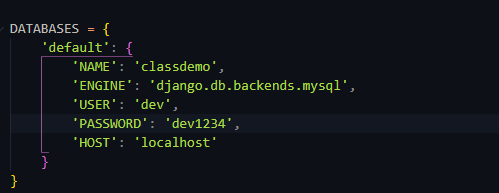 DATABASES = {
    'default': {
        'NAME': 'classdemo',
        'ENGINE': 'django.db.backends.mysql',
        'USER': 'dev',
        'PASSWORD': 'dev1234',
        'HOST': 'localhost'
    }
}